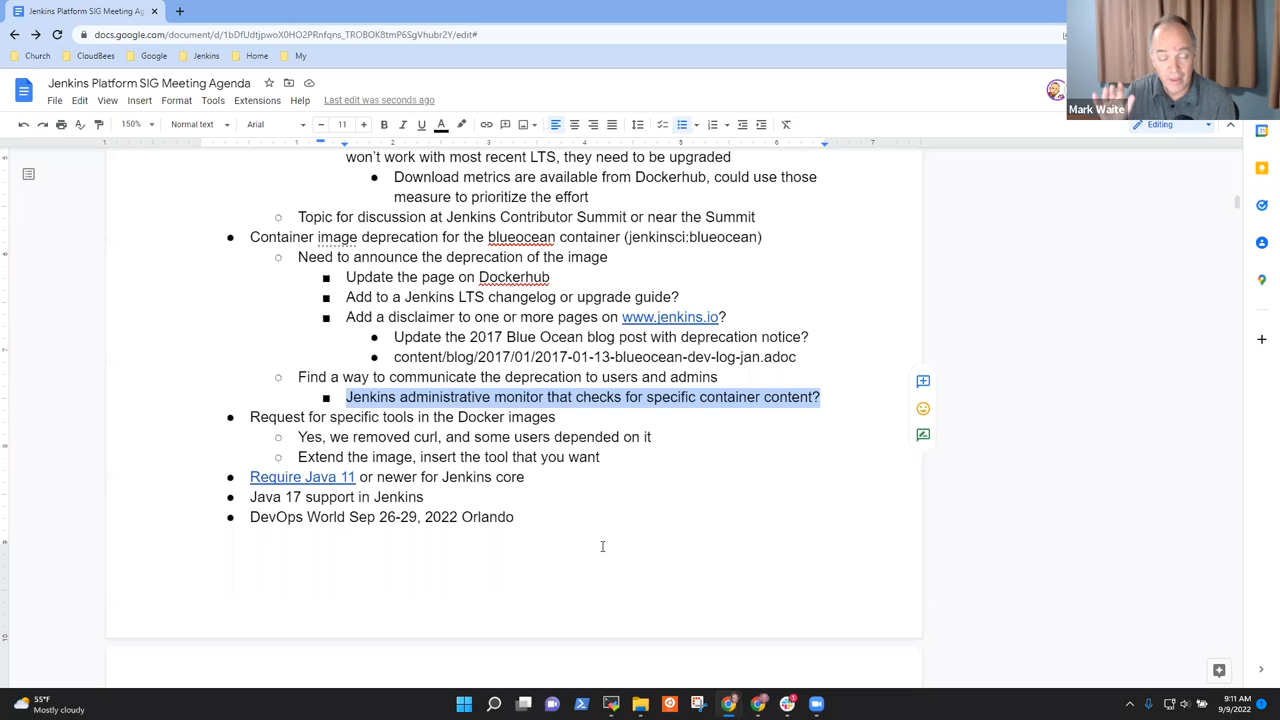 Jenkins Platform SIG Meeting Ag
docs.google.com/document/d/1bDfUdtjpwoX0HO2PRnfqns_TROBOK8tmP6SgVhubr2Y/edit#
Church
CloudBees
Google
Jenkins
Home
My
Jenkins Platform SIG Meeting Agenda
File Edit View Insert Format Tools Extensions Help Last edit was seconds ago
Mark Waite
150% Normal text Arial 11 Editing
1 2 3 4 5 6 7
won't work with most recent LTS, they need to be upgraded
● Download metrics are available from Dockerhub, could use those
measure to prioritize the effort
○ Topic for discussion at Jenkins Contributor Summit or near the Summit
● Container image deprecation for the blueocean container (jenkinsci:blueocean)
○ Need to announce the deprecation of the image
■ Update the page on Dockerhub
■ Add to a Jenkins LTS changelog or upgrade guide?
■ Add a disclaimer to one or more pages on www.jenkins.io?
● Update the 2017 Blue Ocean blog post with deprecation notice?
● content/blog/2017/01/2017-01-13-blueocean-dev-log-jan.adoc
○ Find a way to communicate the deprecation to users and admins
■ Jenkins administrative monitor that checks for specific container content?
● Request for specific tools in the Docker images
○ Yes, we removed curl, and some users depended on it
○ Extend the image, insert the tool that you want
● Require Java 11 or newer for Jenkins core
● Java 17 support in Jenkins
● DevOps World Sep 26-29, 2022 Orlando
55°F
Mostly cloudy
9:11 AM
9/9/2022